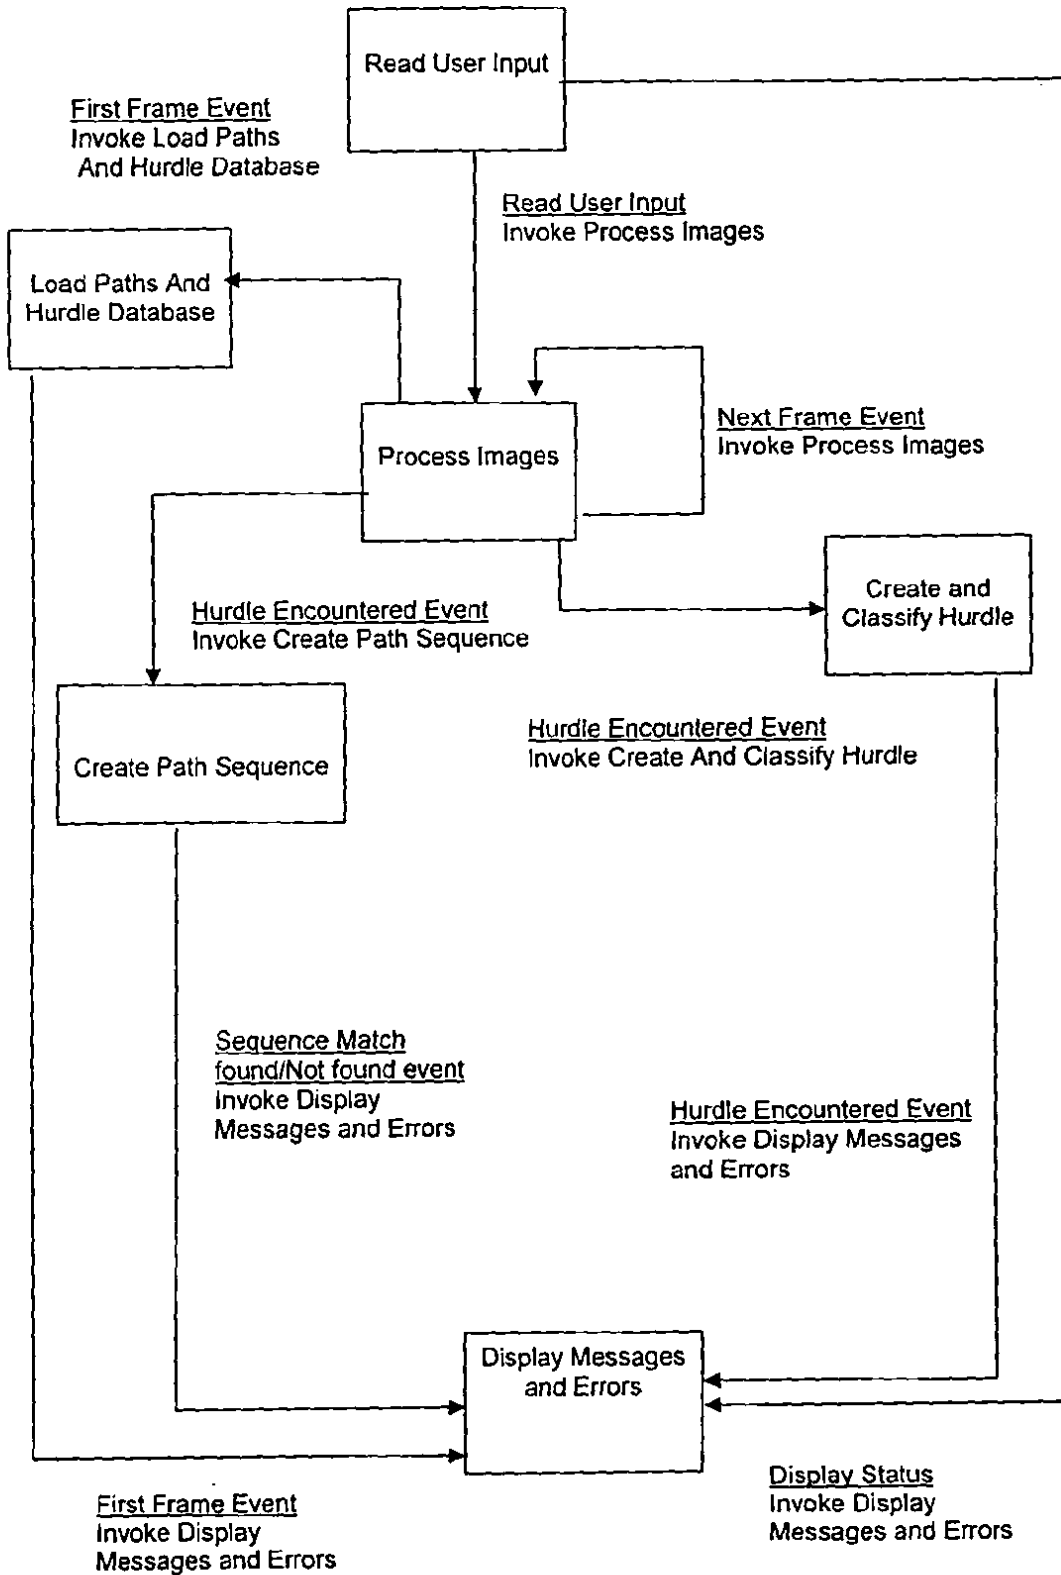 Read User Input
First Frame Event
Invoke Load Paths
And Hurdle Database
Read User Input
Invoke Process Images
Load Paths And
Hurdle Database
Next Frame Event
Invoke Process Images
Process Images
Create and
Classify Hurdle
Hurdle Encountered Event
Invoke Create Path Sequence
Hurdle Encountered Event
Invoke Create And Classify Hurdle
Create Path Sequence
Sequence Match
found/Not found event
Invoke Display
Messages and Errors
Hurdle Encountered Event
Invoke Display Messages
and Errors
Display Messages
and Errors
Display Status
Invoke Display
Messages and Errors
First Frame Event
Invoke Display
Messages and Errors